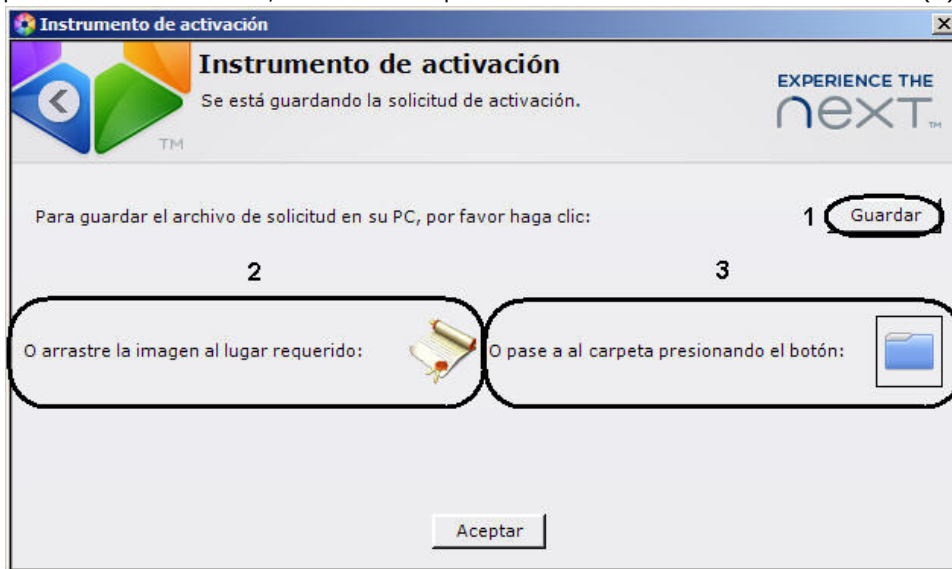 Instrumento de activación
Instrumento de activación
Se está guardando la solicitud de activación.
EXPERIENCE THE
next™
TM
Para guardar el archivo de solicitud en su PC, por favor haga clic:
1
Guardar
2
3
O arrastre la imagen al lugar requerido:
O pase a al carpeta presionando el botón:
Aceptar